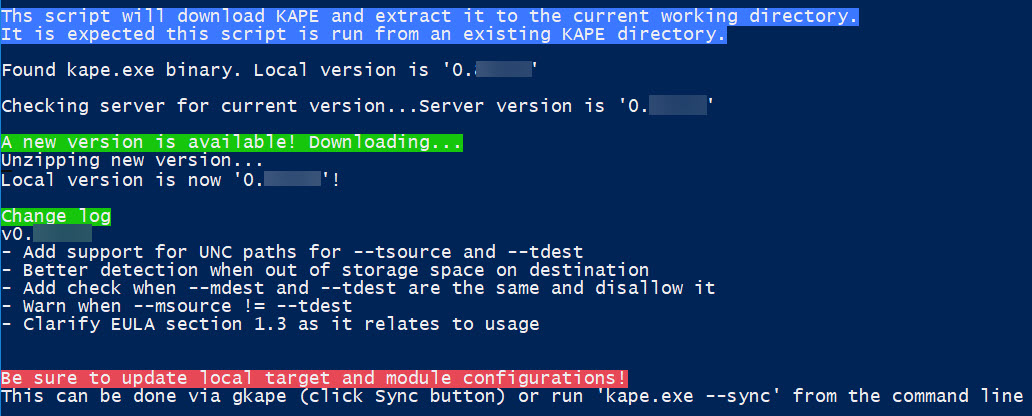 Ths script will download KAPE and extract it to the current working directory.
It is expected this script is run from an existing KAPE directory.
Found kape.exe binary. Local version is '0. '
Checking server for current version...Server version is '0. '
A new version is available! Downloading...
Unzipping new version...
Local version is now '0. '!
Change log
v0.
- Add support for UNC paths for --tsource and --tdest
- Better detection when out of storage space on destination
- Add check when --mdest and --tdest are the same and disallow it
- Warn when --msource != --tdest
- Clarify EULA section 1.3 as it relates to usage
Be sure to update local target and module configurations!
This can be done via gkape (click Sync button) or run 'kape.exe --sync' from the command line